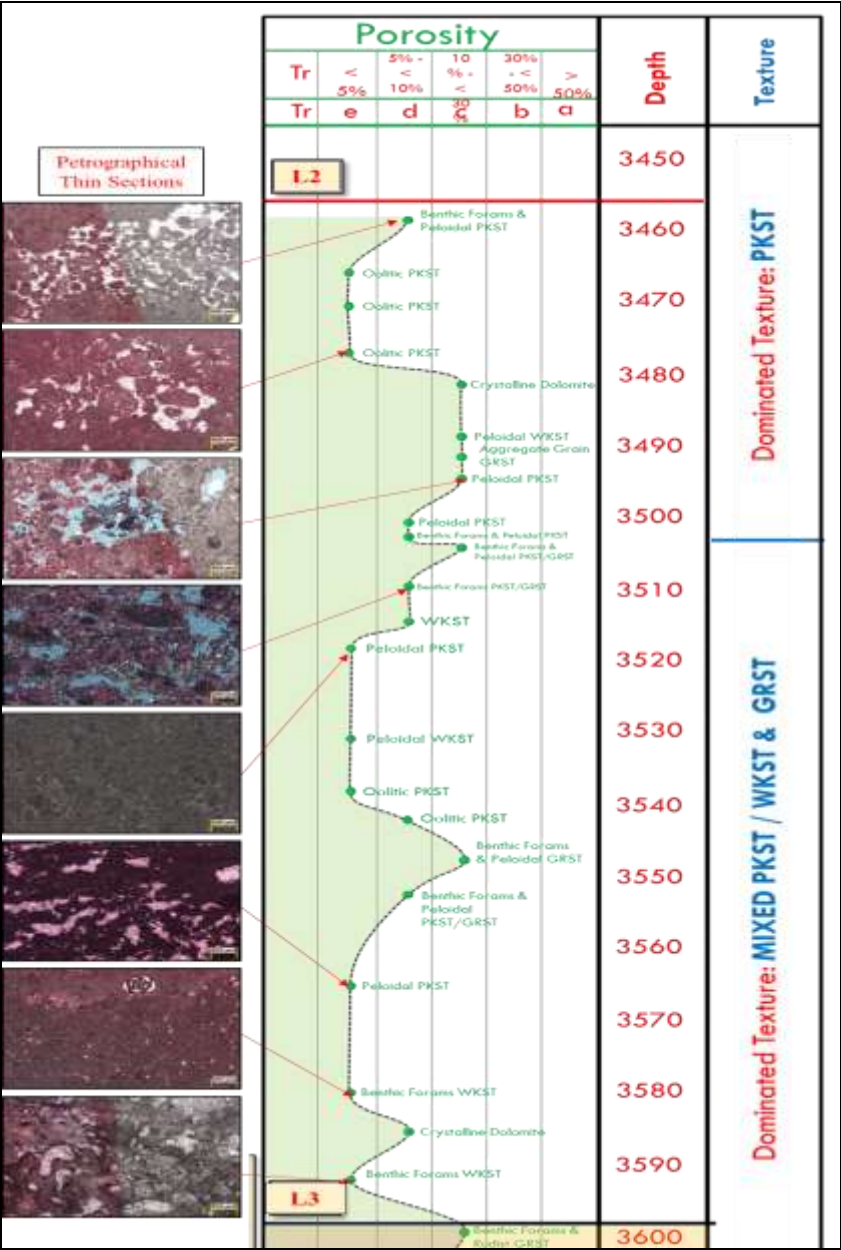 Porosity
Tr
<
5%
5% -
<
10%
10
% -
<
30
%
30%
- <
50%
>
50%
Tr
e
d
c
b
a
Depth
Texture
Petrographical
Thin Sections
L2
Benthic Forams &
Peloidal PKST
Oolitic PKST
Oolitic PKST
Oolitic PKST
Crystalline Dolomite
Peloidal WKST
Aggregate Grain
GRST
Peloidal PKST
Peloidal PKST
Benthic Forams & Peloidal PKST
Benthic Forams &
Peloidal PKST/GRST
Benthic Forams PKST/GRST
WKST
Peloidal PKST
Peloidal WKST
Oolitic PKST
Oolitic PKST
Benthic Forams
& Peloidal GRST
Benthic Forams &
Peloidal
PKST/GRST
Peloidal PKST
Benthic Forams WKST
Crystalline Dolomite
Benthic Forams WKST
L3
Benthic Forams &
Rudist GRST
3450
3460
3470
3480
3490
3500
3510
3520
3530
3540
3550
3560
3570
3580
3590
3600
Dominated Texture: PKST
Dominated Texture: MIXED PKST / WKST & GRST